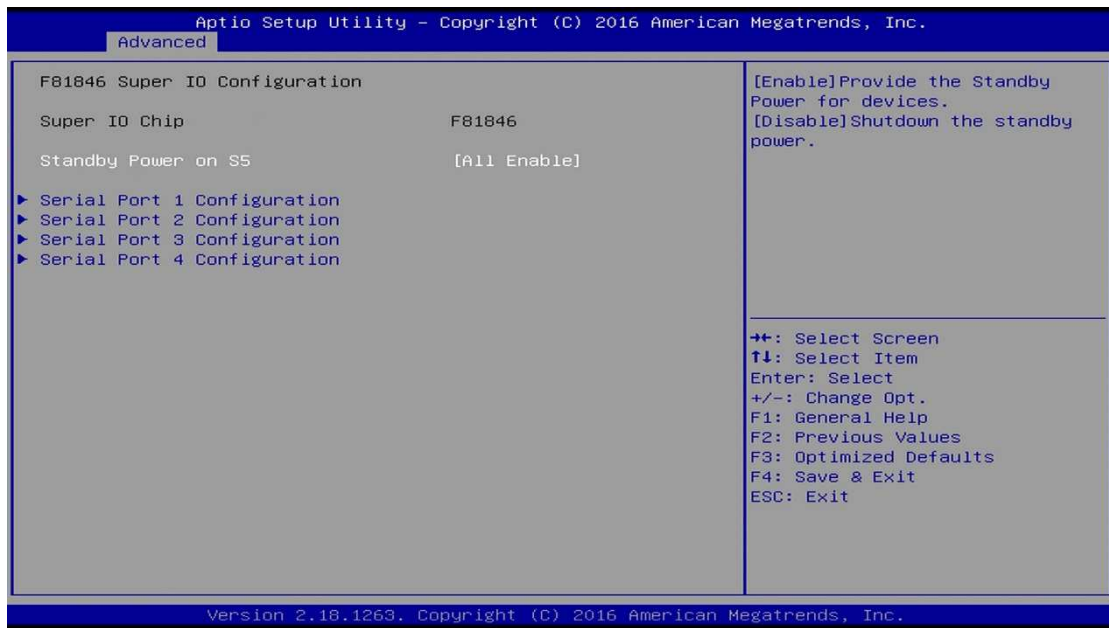 Aptio Setup Utility – Copyright (C) 2016 American Megatrends, Inc.
Advanced
F81846 Super IO Configuration
Super IO Chip F81846
Standby Power on S5 [All Enable]
► Serial Port 1 Configuration
► Serial Port 2 Configuration
► Serial Port 3 Configuration
► Serial Port 4 Configuration
[Enable]Provide the Standby
Power for devices.
[Disable]Shutdown the standby
power.
→←: Select Screen
↑↓: Select Item
Enter: Select
+/-: Change Opt.
F1: General Help
F2: Previous Values
F3: Optimized Defaults
F4: Save & Exit
ESC: Exit
Version 2.18.1263. Copyright (C) 2016 American Megatrends, Inc.